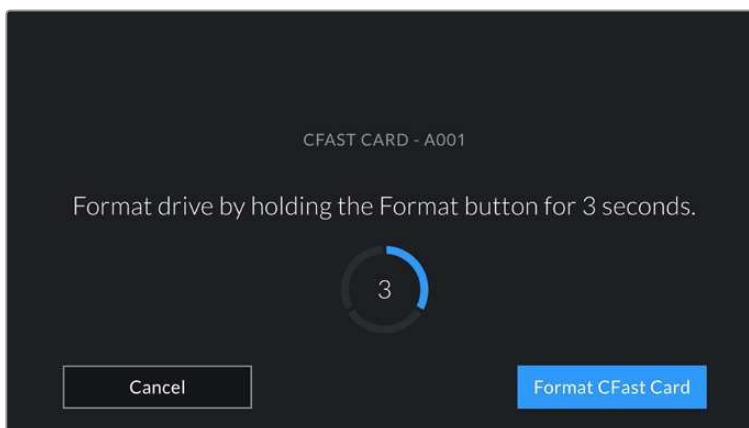 CFAST CARD - A001
Format drive by holding the Format button for 3 seconds.
3
Cancel
Format CFast Card